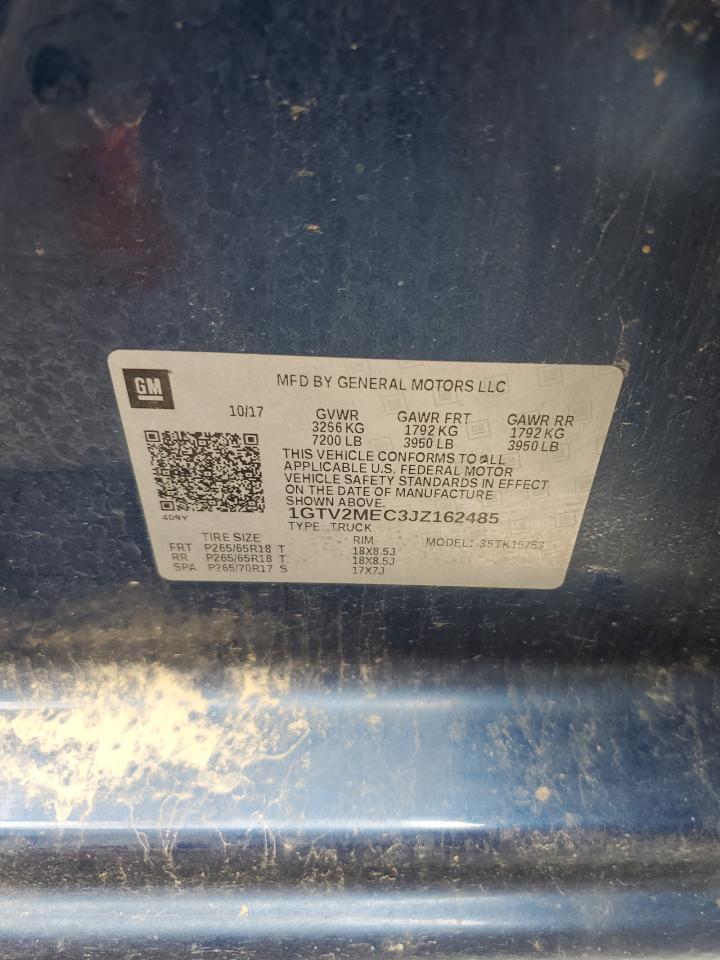 GM
MFD BY GENERAL MOTORS LLC
10/17 GVWR GAWR FRT GAWR RR
3266 KG 1792 KG 1792 KG
7200 LB 3950 LB 3950 LB
THIS VEHICLE CONFORMS TO ALL
APPLICABLE U.S. FEDERAL MOTOR
VEHICLE SAFETY STANDARDS IN EFFECT
ON THE DATE OF MANUFACTURE
SHOWN ABOVE.
409Y
1GTV2MEC3JZ162485
TYPE: TRUCK
TIRE SIZE RIM MODEL: 35TK15753
FRT P265/65R18 T 18X8.5J
RR P265/65R18 T 18X8.5J
SPA P265/70R17 S 17X7J